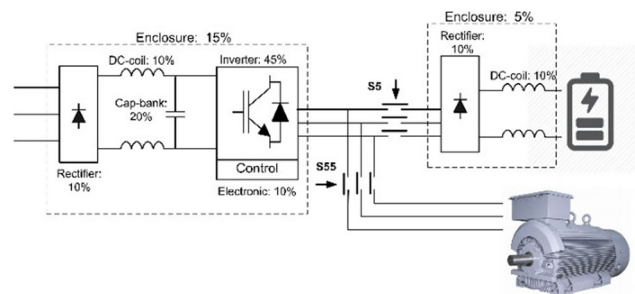 Enclosure: 15%
DC-coil: 10%
Inverter: 45%
Cap-bank:
20%
Rectifier:
10%
Control
Electronic: 10%
S5
S55
Enclosure: 5%
Rectifier:
10%
DC-coil: 10%